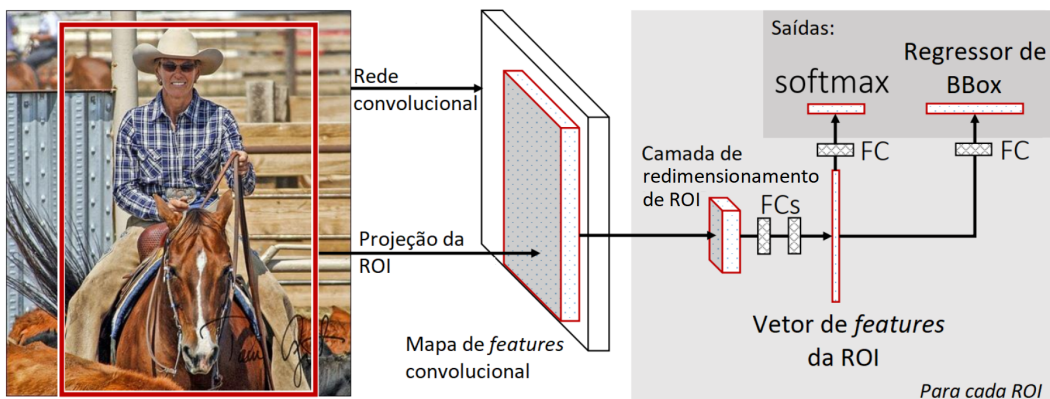 Rede
convolucional
Projeção da
ROI
Mapa de features
convolucional
Camada de
redimensionamento
de ROI
FCs
Saídas:
softmax
Regressor de
BBox
FC
FC
Vetor de features
da ROI
Para cada ROI